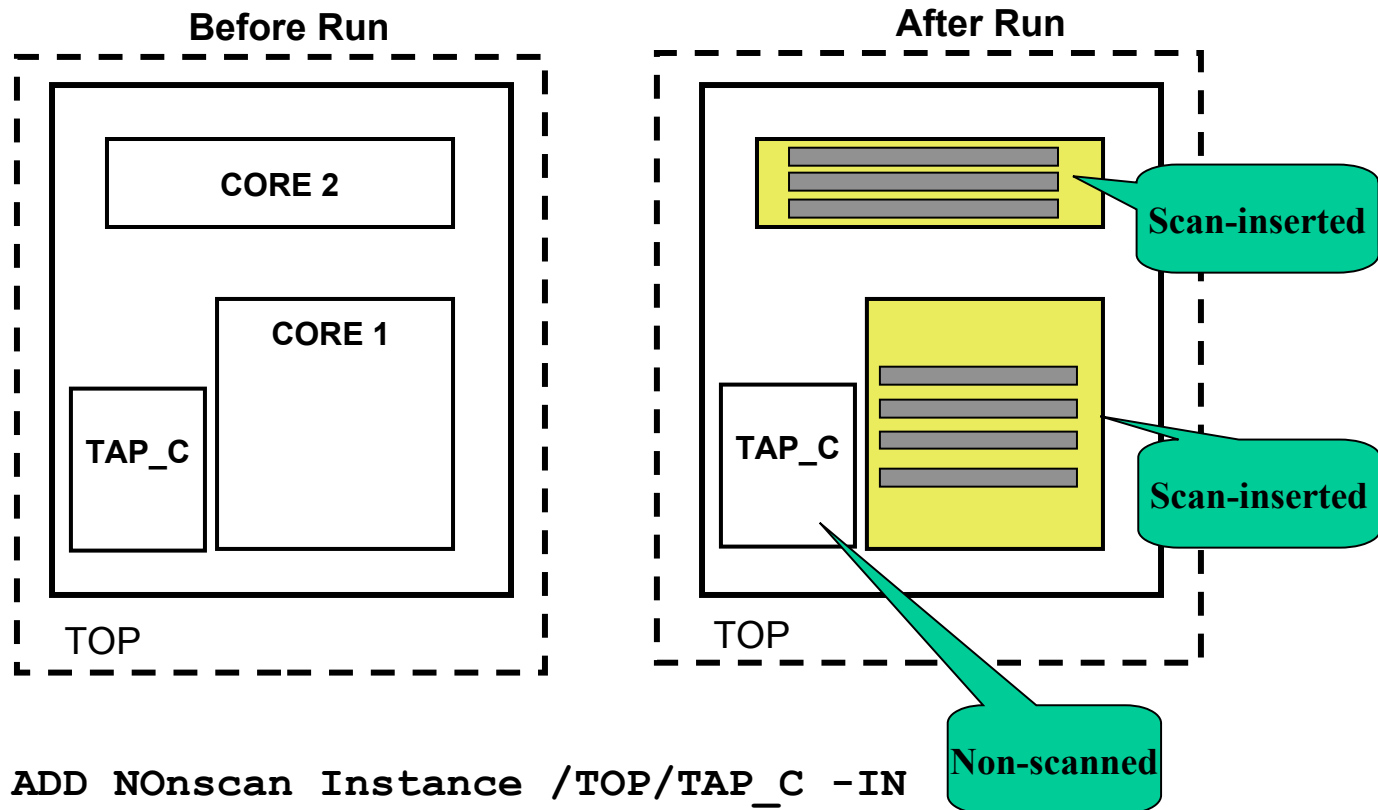 Before Run
CORE 2
CORE 1
TAP_C
TOP
After Run
Scan-inserted
TAP_C
Scan-inserted
TOP
Non-scanned
ADD NOnscan Instance /TOP/TAP_C -IN